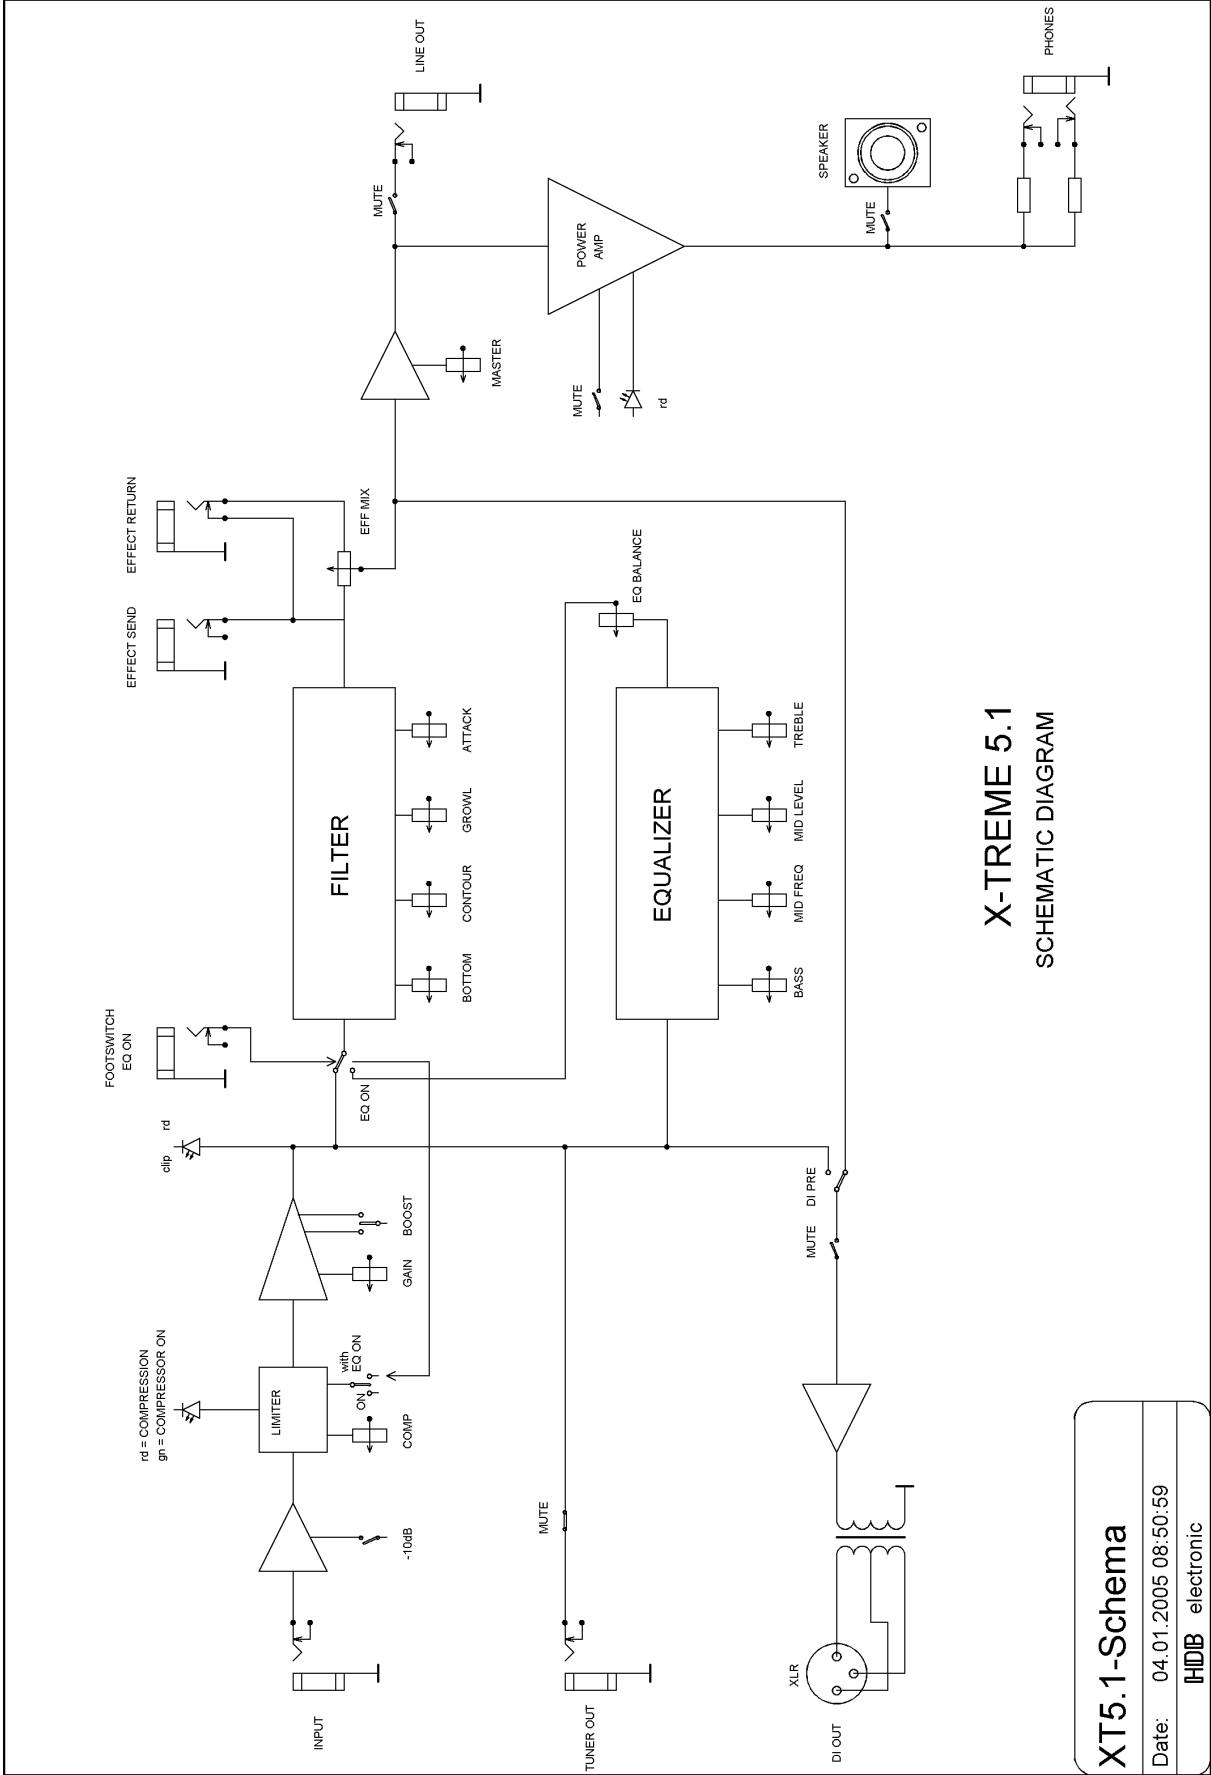 INPUT
-10dB
rd = COMPRESSION
gn = COMPRESSOR ON
LIMITER
COMP
ON
with
EQ ON
GAIN
BOOST
clip
rd
FOOTSWITCH
EQ ON
EQ ON
FILTER
BOTTOM
CONTOUR
GROWL
ATTACK
EFFECT SEND
EFFECT RETURN
EFF MIX
MASTER
MUTE
LINE OUT
TUNER OUT
MUTE
EQUALIZER
BASS
MID FREQ
MID LEVEL
TREBLE
EQ BALANCE
MUTE
rd
POWER
AMP
MUTE
SPEAKER
PHONES
DI OUT
XLR
MUTE
DI PRE
X-TREME 5.1
SCHEMATIC DIAGRAM
XT5.1-Schema
Date: 04.01.2005 08:50:59
HDB electronic